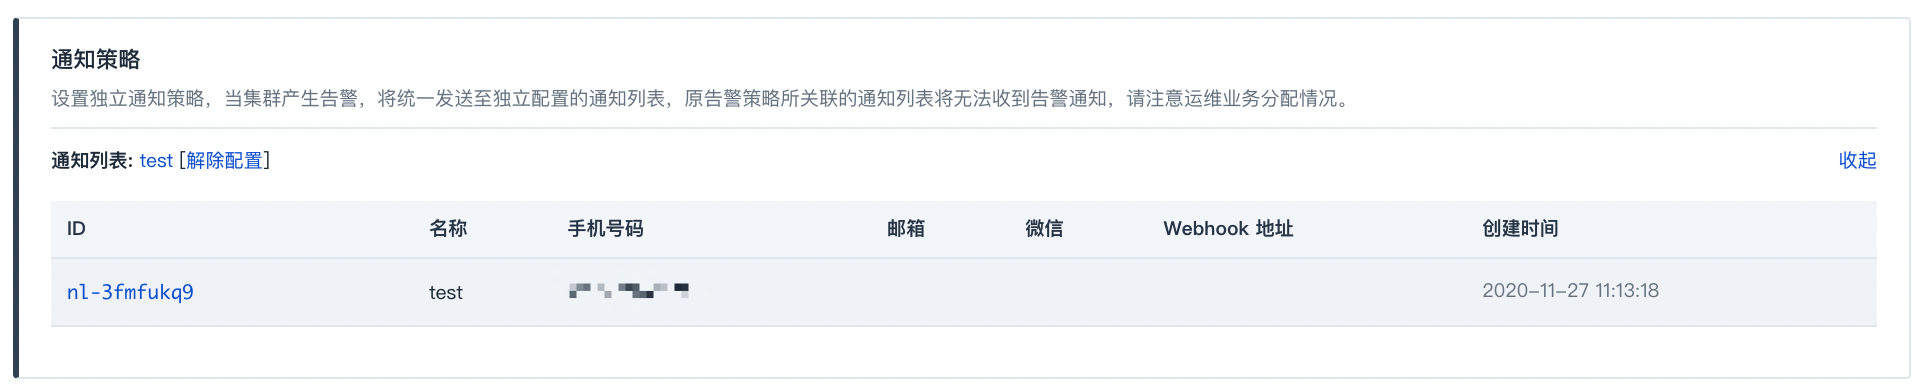 通知策略
设置独立通知策略，当集群产生告警，将统一发送至独立配置的通知列表，原告警策略所关联的通知列表将无法收到告警通知，请注意运维业务分配情况。
通知列表: test [解除配置] 收起
ID 名称 手机号码 邮箱 微信 Webhook 地址 创建时间
nl-3fmfukq9 test 2020-11-27 11:13:18